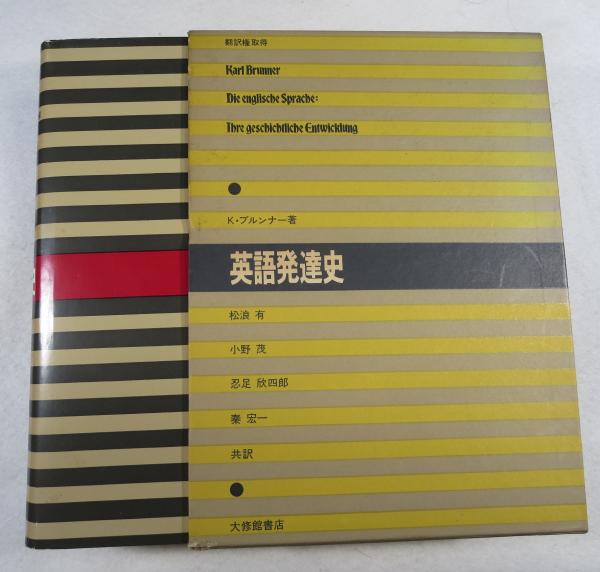 翻訳権取得
Karl Brunner
Die englische Sprache:
Ihre geschichtliche Entwicklung
K・ブルンナー著
英語発達史
松浪 有
小野 茂
忍足 欣四郎
秦 宏一
共訳
大修館書店